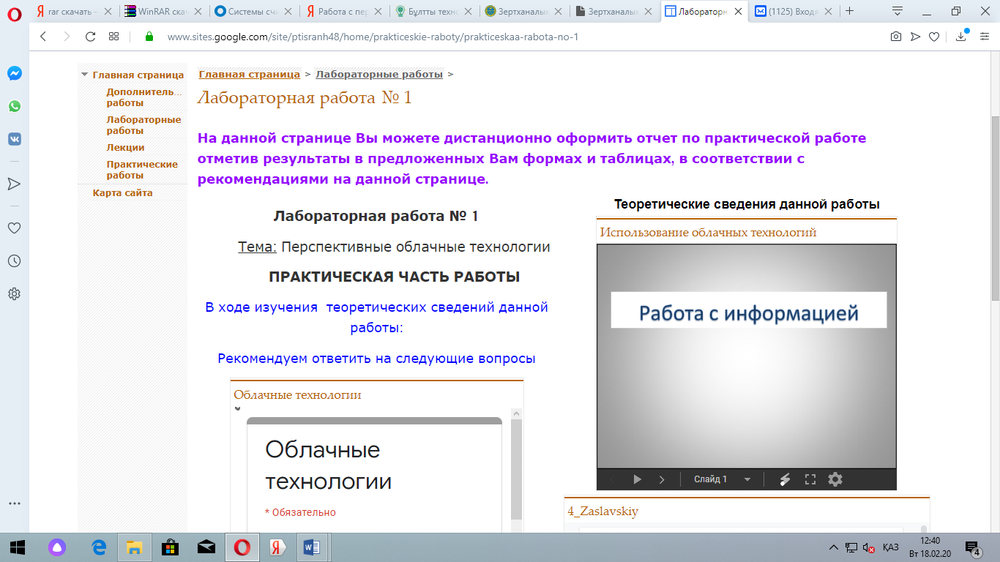 rar скачать –
WinRAR ска
Системы сч
Работа с пер
Бұлтты техн
Зертханалы
Зертханалы
Лабораторн
(1125) Входя
www.sites.google.com/site/ptisranh48/home/prakticeskie-raboty/prakticeskaa-rabota-no-1
Главная страница
Дополнитель...
работы
Лабораторные
работы
Лекции
Практические
работы
Карта сайта
Главная страница > Лабораторные работы >
Лабораторная работа № 1
На данной странице Вы можете дистанционно оформить отчет по практической работе
отметив результаты в предложенных Вам формах и таблицах, в соответствии с
рекомендациями на данной странице.
Лабораторная работа № 1
Тема: Перспективные облачные технологии
ПРАКТИЧЕСКАЯ ЧАСТЬ РАБОТЫ
В ходе изучения теоретических сведений данной
работы:
Рекомендуем ответить на следующие вопросы
Облачные технологии
Облачные
технологии
* Обязательно
Теоретические сведения данной работы
Использование облачных технологий
Работа с информацией
Слайд 1
4_Zaslavskiy
ҚАЗ
12:40
Вт 18.02.20
4